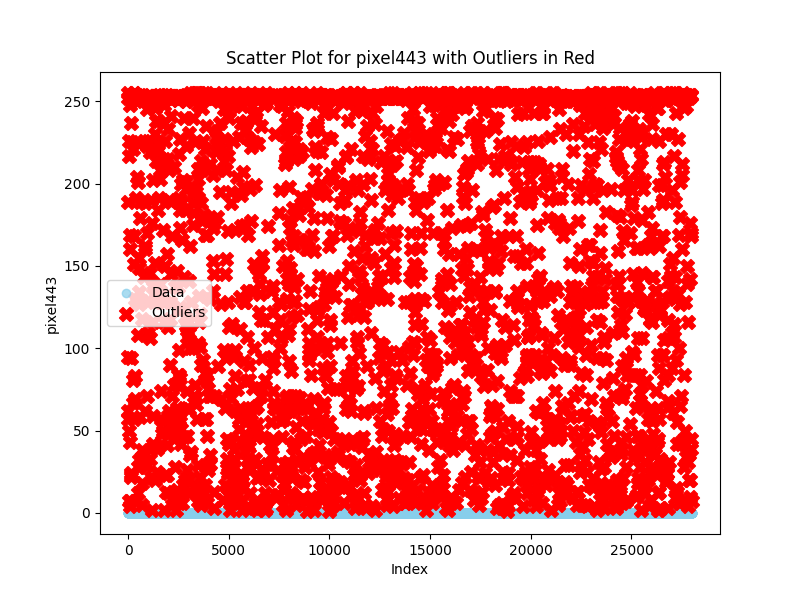 Scatter Plot for pixel443 with Outliers in Red
250
200
150
100
50
0
pixel443
Data
Outliers
0 5000 10000 15000 20000 25000
Index